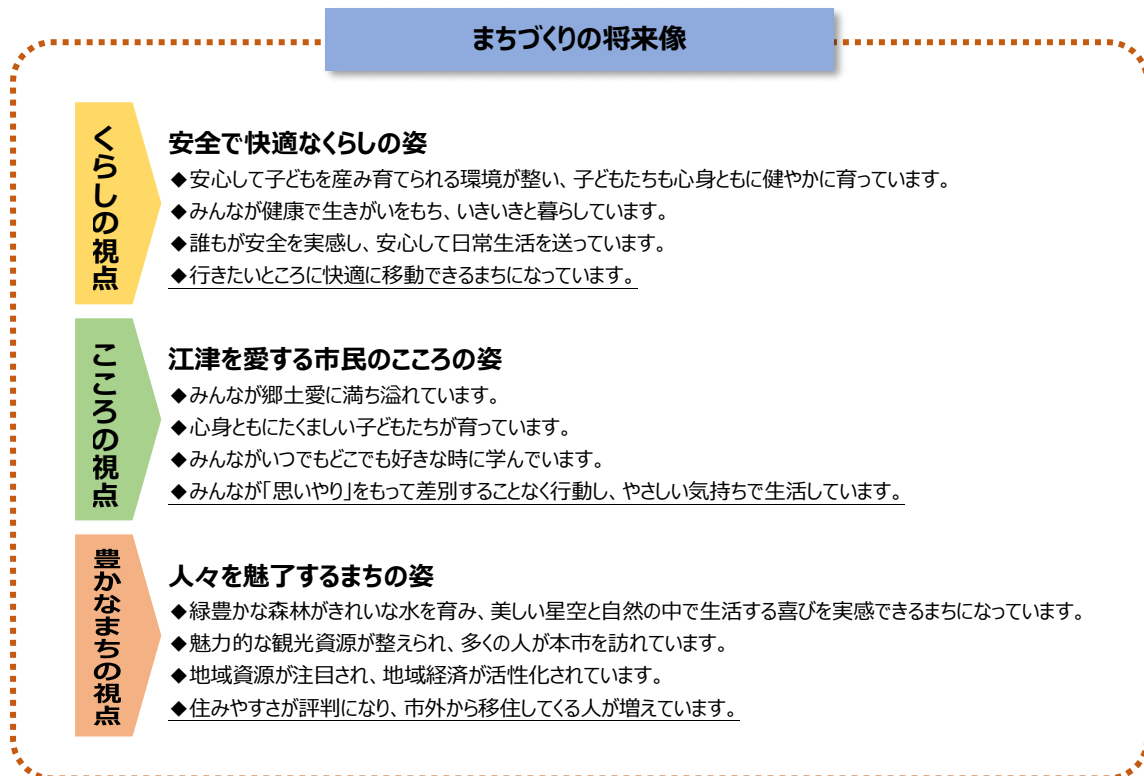 まちづくりの将来像
くらしの視点
安全で快適なくらしの姿
◆安心して子どもを産み育てられる環境が整い、子どもたちも心身ともに健やかに育っています。
◆みんなが健康で生きがいをもち、いきいきと暮らしています。
◆誰もが安全を実感し、安心して日常生活を送っています。
◆行きたいところに快適に移動できるまちになっています。
こころの視点
江津を愛する市民のこころの姿
◆みんなが郷土愛に満ち溢れています。
◆心身ともにたくましい子どもたちが育っています。
◆みんながいつでもどこでも好きな時に学んでいます。
◆みんなが「思いやり」をもって差別することなく行動し、やさしい気持ちで生活しています。
豊かなまちの視点
人々を魅了するまちの姿
◆緑豊かな森林がきれいな水を育み、美しい星空と自然の中で生活する喜びを実感できるまちになっています。
◆魅力的な観光資源が整えられ、多くの人が本市を訪れています。
◆地域資源が注目され、地域経済が活性化されています。
◆住みやすさが評判になり、市外から移住してくる人が増えています。